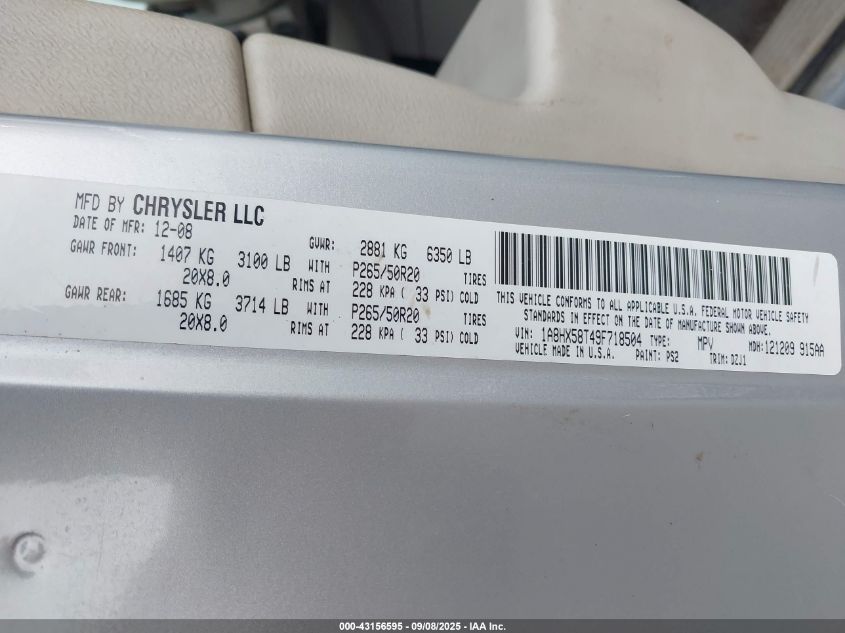 MFD BY CHRYSLER LLC
DATE OF MFR: 12-08 GVWR: 2881 KG 6350 LB
GAWR FRONT: 1407 KG 3100 LB WITH P265/50R20 TIRES
20X8.0 RIMS AT 228 KPA ( 33 PSI) COLD
GAWR REAR: 1685 KG 3714 LB WITH P265/50R20 TIRES
20X8.0 RIMS AT 228 KPA ( 33 PSI) COLD
THIS VEHICLE CONFORMS TO ALL APPLICABLE U.S.A. FEDERAL MOTOR VEHICLE SAFETY
STANDARDS IN EFFECT ON THE DATE OF MANUFACTURE SHOWN ABOVE.
VIN: 1A8HX58T49F718504 TYPE: MPV MDH:121209 915AA
VEHICLE MADE IN U.S.A. PAINT: PS2 TRIM: DZJ1
000-43156595 - 09/08/2025 - IAA Inc.